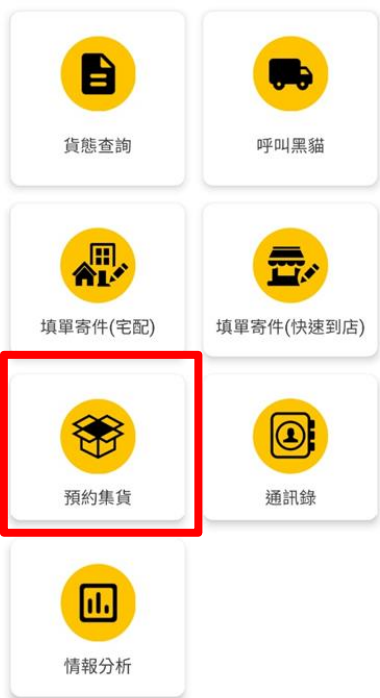 貨態查詢
呼叫黑貓
填單寄件(宅配)
填單寄件(快速到店)
預約集貨
通訊錄
情報分析